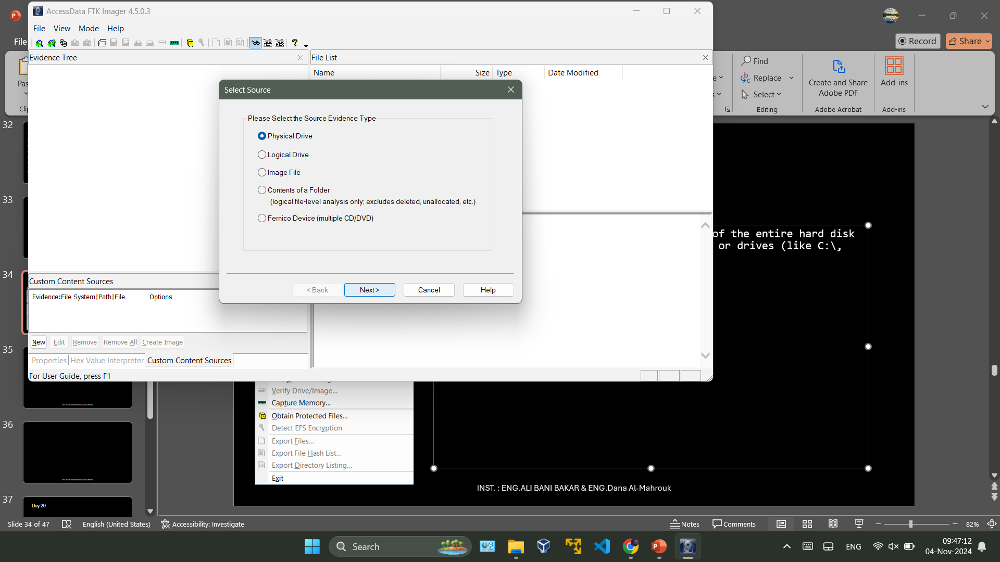 AccessData FTK Imager 4.5.0.3
File View Mode Help
File
Record
Share
Evidence Tree
File List
Name Size Type Date Modified
Find
Replace
Select
Editing
Create and Share
Adobe PDF
Adobe Acrobat
Add-ins
Add-ins
Select Source
Please Select the Source Evidence Type
Physical Drive
Logical Drive
Image File
Contents of a Folder
(logical file-level analysis only; excludes deleted, unallocated, etc.)
Fernico Device (multiple CD/DVD)
< Back Next > Cancel Help
32
33
34
35
36
37
Day 20
of the entire hard disk
or drives (like C:\,
Custom Content Sources
Evidence:File System|Path|File Options
New Edit Remove Remove All Create Image
Properties Hex Value Interpreter Custom Content Sources
For User Guide, press F1
Verify Drive/Image...
Capture Memory...
Obtain Protected Files...
Detect EFS Encryption
Export Files...
Export File Hash List...
Export Directory Listing...
Exit
INST. : ENG.ALI BANI BAKAR & ENG.Dana Al-Mahrouk
Slide 34 of 47 English (United States) Accessibility: Investigate Notes Comments 82%
Search
ENG
09:47:12
04-Nov-2024